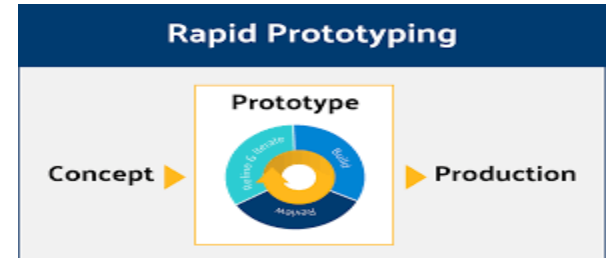 Rapid Prototyping
Prototype
Concept
Refine & Iterate
Build
Review
Production